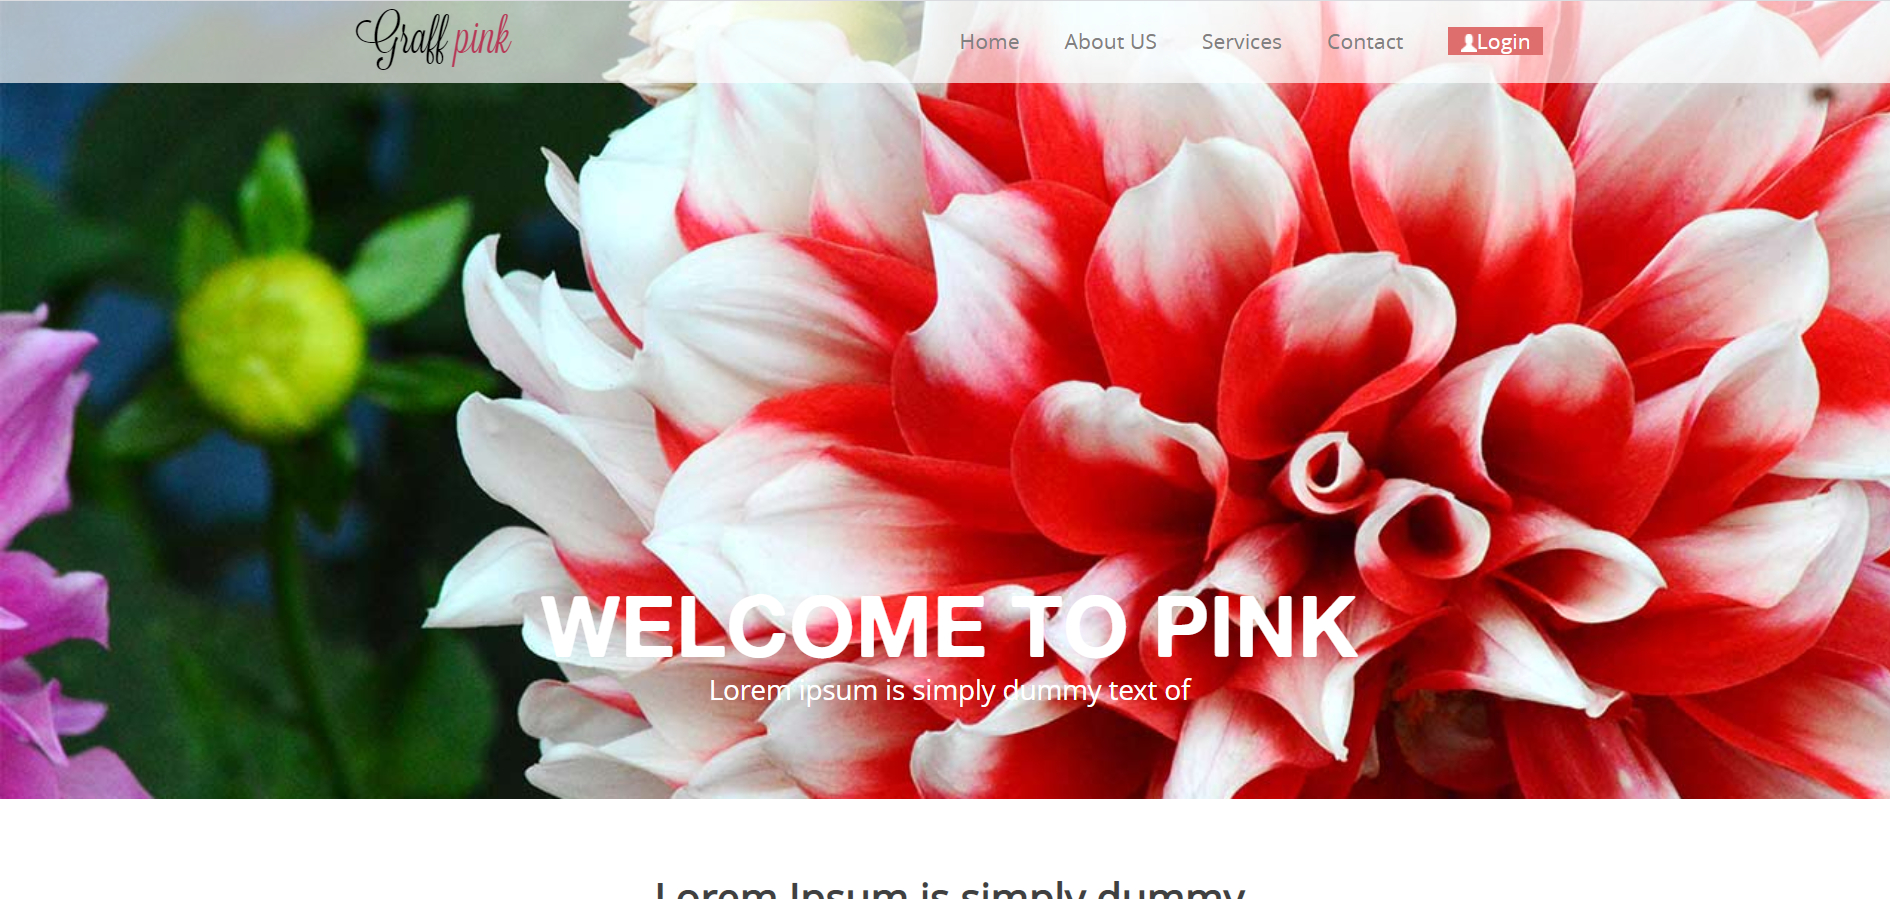 Graff pink
Home About US Services Contact Login
WELCOME TO PINK
Lorem ipsum is simply dummy text of
Lorem Ipsum is simply dummy